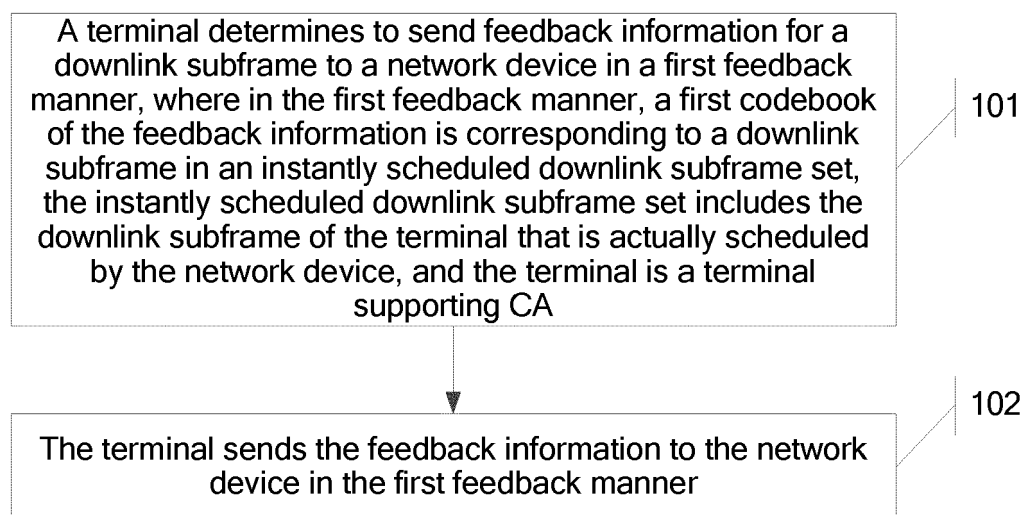 A terminal determines to send feedback information for a
downlink subframe to a network device in a first feedback
manner, where in the first feedback manner, a first codebook
of the feedback information is corresponding to a downlink
subframe in an instantly scheduled downlink subframe set,
the instantly scheduled downlink subframe set includes the
downlink subframe of the terminal that is actually scheduled
by the network device, and the terminal is a terminal
supporting CA
101
102
The terminal sends the feedback information to the network
device in the first feedback manner